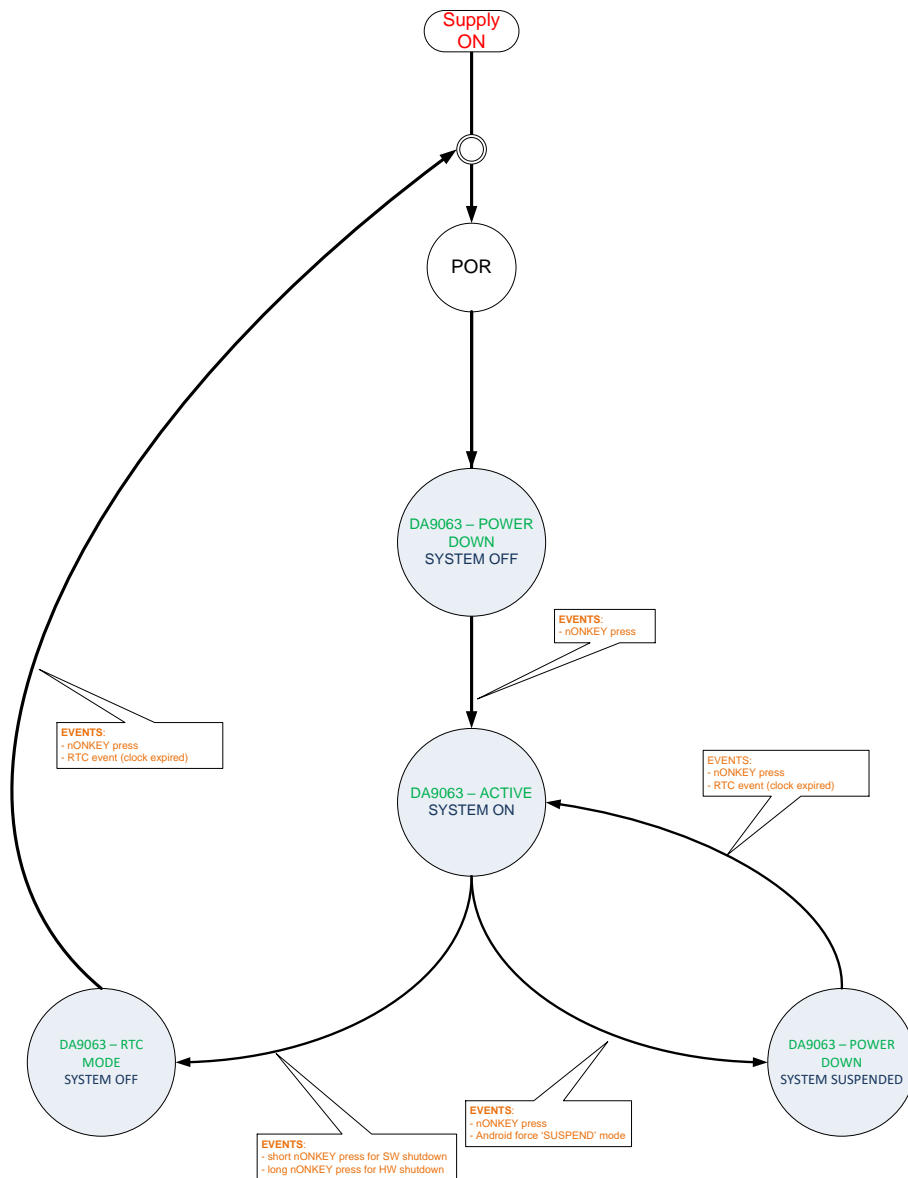 Supply
ON
POR
DA9063 – POWER
DOWN
SYSTEM OFF
EVENTS:
- nONKEY press
EVENTS:
- nONKEY press
- RTC event (clock expired)
DA9063 – ACTIVE
SYSTEM ON
EVENTS:
- nONKEY press
- RTC event (clock expired)
DA9063 – RTC
MODE
SYSTEM OFF
DA9063 – POWER
DOWN
SYSTEM SUSPENDED
EVENTS:
- short nONKEY press for SW shutdown
- long nONKEY press for HW shutdown
EVENTS:
- nONKEY press
- Android force ‘SUSPEND’ mode